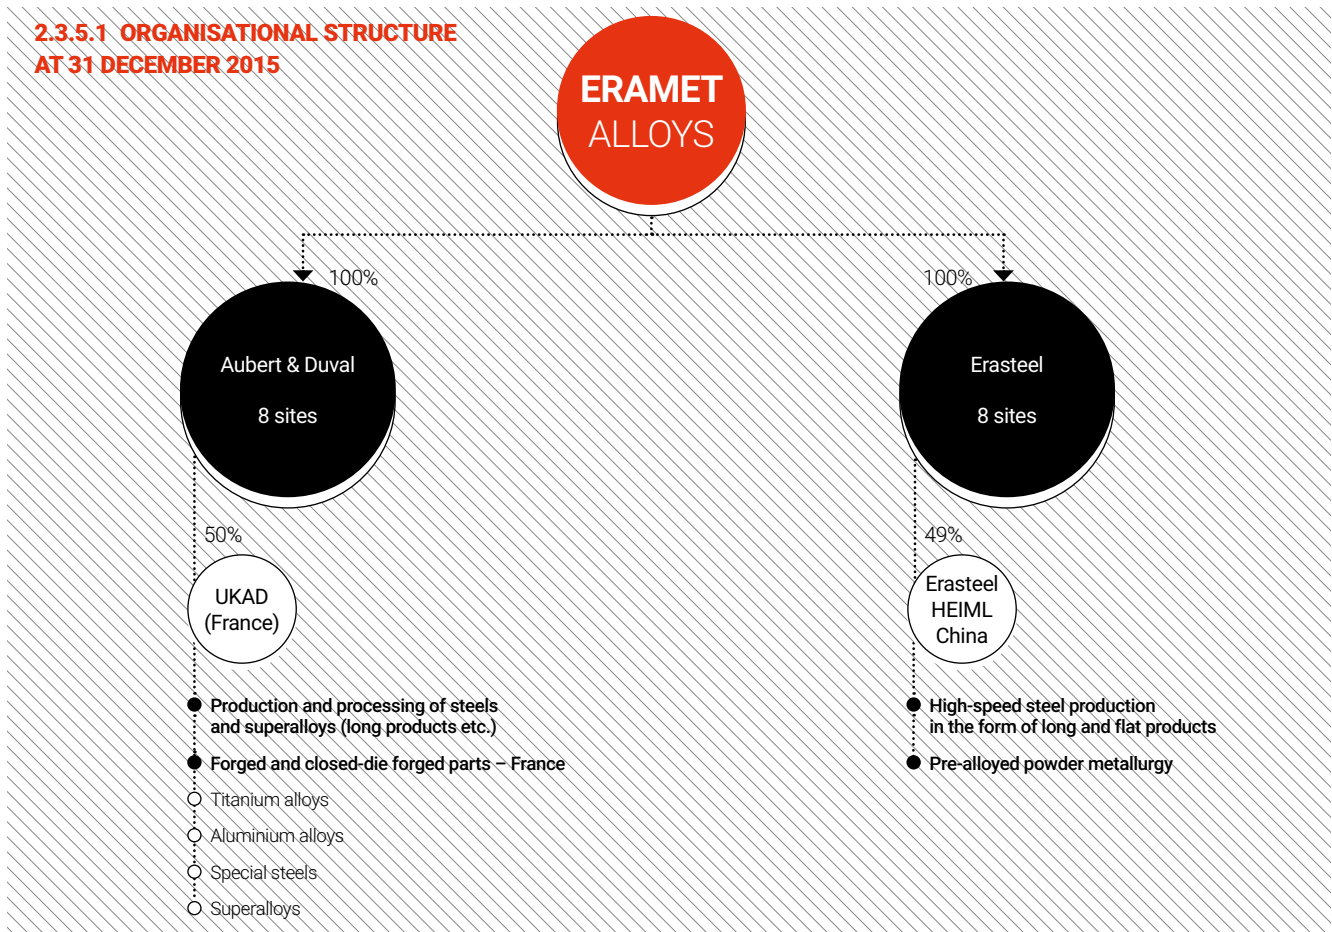 2.3.5.1 ORGANISATIONAL STRUCTURE
AT 31 DECEMBER 2015
ERAMET
ALLOYS
100%
100%
Aubert & Duval
8 sites
Erasteel
8 sites
50%
49%
UKAD
(France)
Erasteel
HEIML
China
Production and processing of steels
and superalloys (long products etc.)
Forged and closed-die forged parts – France
Titanium alloys
Aluminium alloys
Special steels
Superalloys
High-speed steel production
in the form of long and flat products
Pre-alloyed powder metallurgy